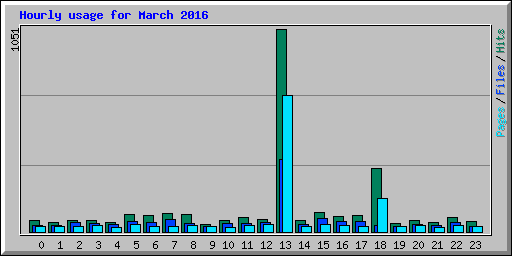 Hourly usage for March 2016
1051
Pages/Files/Hits
0 1 2 3 4 5 6 7 8 9 10 11 12 13 14 15 16 17 18 19 20 21 22 23